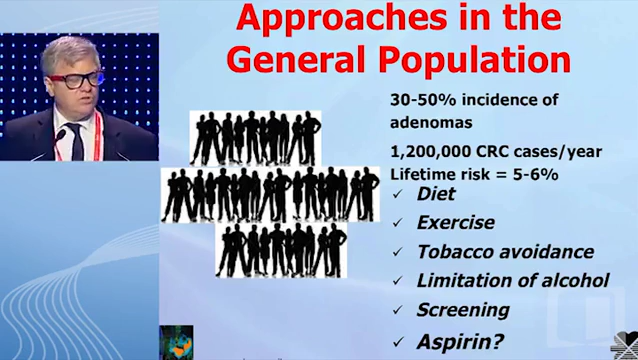 Approaches in the
General Population
30-50% incidence of
adenomas
1,200,000 CRC cases/year
Lifetime risk = 5-6%
✓ Diet
✓ Exercise
✓ Tobacco avoidance
✓ Limitation of alcohol
✓ Screening
✓ Aspirin?